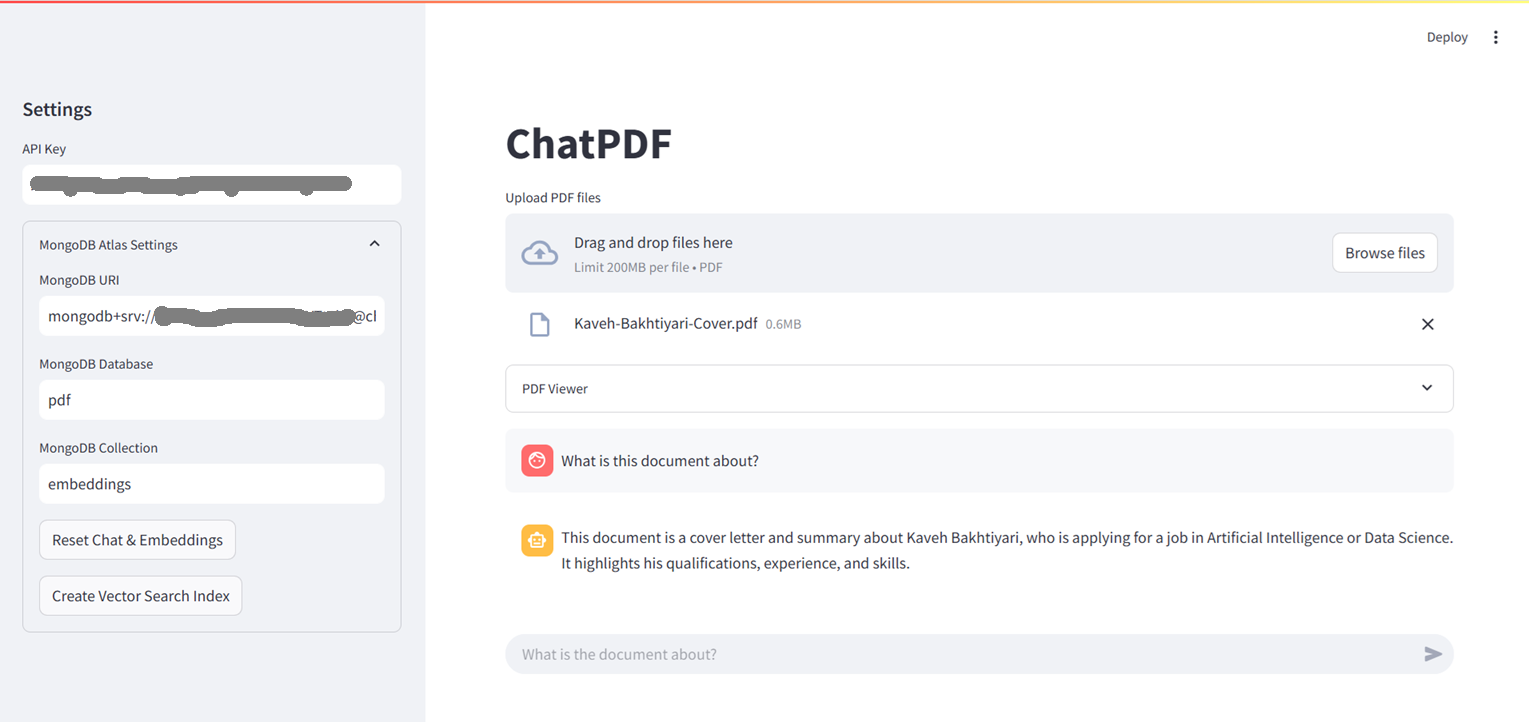 Deploy
Settings
API Key
MongoDB Atlas Settings
MongoDB URI
mongodb+srv://
@cl
MongoDB Database
pdf
MongoDB Collection
embeddings
Reset Chat & Embeddings
Create Vector Search Index
ChatPDF
Upload PDF files
Drag and drop files here
Limit 200MB per file • PDF
Browse files
Kaveh-Bakhtiyari-Cover.pdf 0.6MB
PDF Viewer
What is this document about?
This document is a cover letter and summary about Kaveh Bakhtiyari, who is applying for a job in Artificial Intelligence or Data Science.
It highlights his qualifications, experience, and skills.
What is the document about?